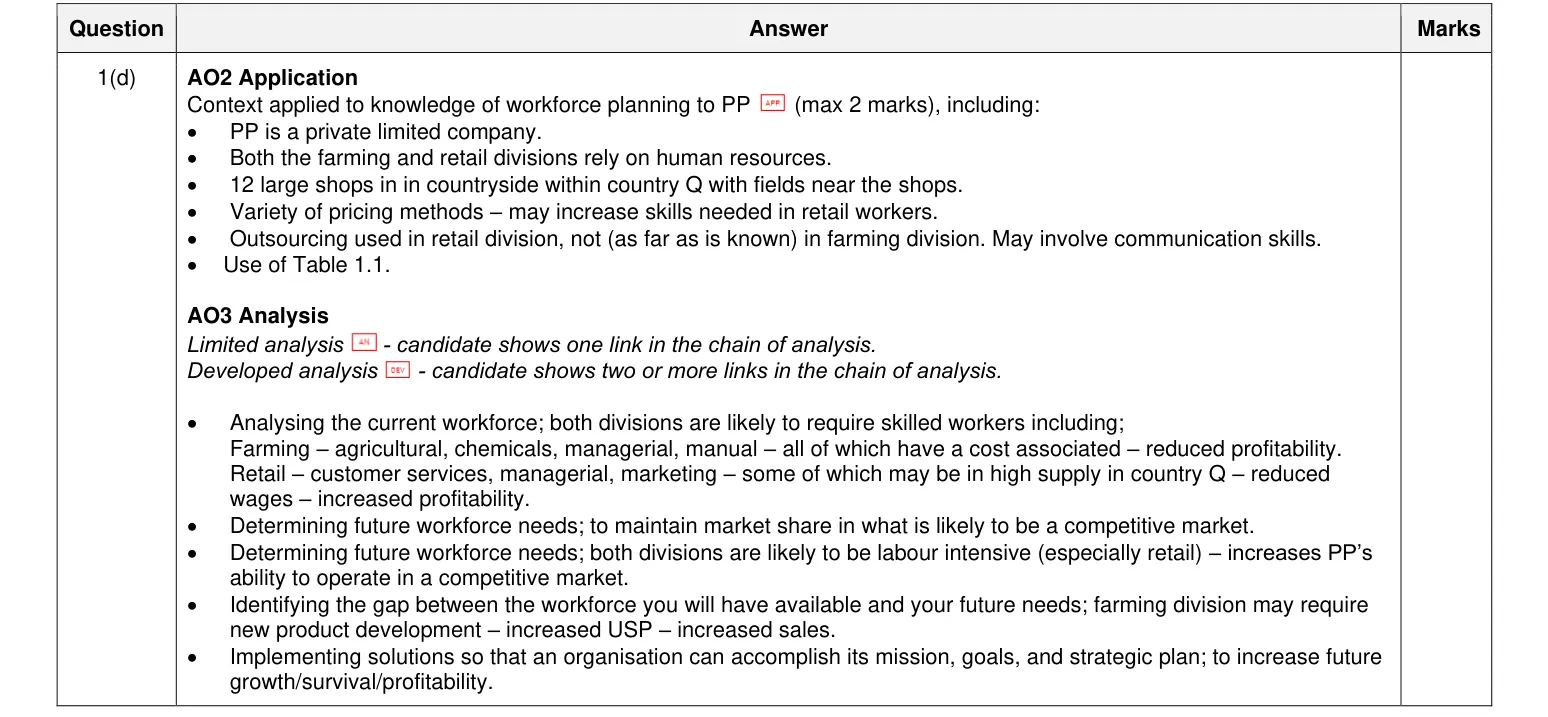 Question Answer Marks
1(d)
AO2 Application
Context applied to knowledge of workforce planning to PP APP (max 2 marks), including:
• PP is a private limited company.
• Both the farming and retail divisions rely on human resources.
• 12 large shops in in countryside within country Q with fields near the shops.
• Variety of pricing methods – may increase skills needed in retail workers.
• Outsourcing used in retail division, not (as far as is known) in farming division. May involve communication skills.
• Use of Table 1.1.
AO3 Analysis
Limited analysis AN - candidate shows one link in the chain of analysis.
Developed analysis DEV - candidate shows two or more links in the chain of analysis.
• Analysing the current workforce; both divisions are likely to require skilled workers including;
Farming – agricultural, chemicals, managerial, manual – all of which have a cost associated – reduced profitability.
Retail – customer services, managerial, marketing – some of which may be in high supply in country Q – reduced
wages – increased profitability.
• Determining future workforce needs; to maintain market share in what is likely to be a competitive market.
• Determining future workforce needs; both divisions are likely to be labour intensive (especially retail) – increases PP's
ability to operate in a competitive market.
• Identifying the gap between the workforce you will have available and your future needs; farming division may require
new product development – increased USP – increased sales.
• Implementing solutions so that an organisation can accomplish its mission, goals, and strategic plan; to increase future
growth/survival/profitability.